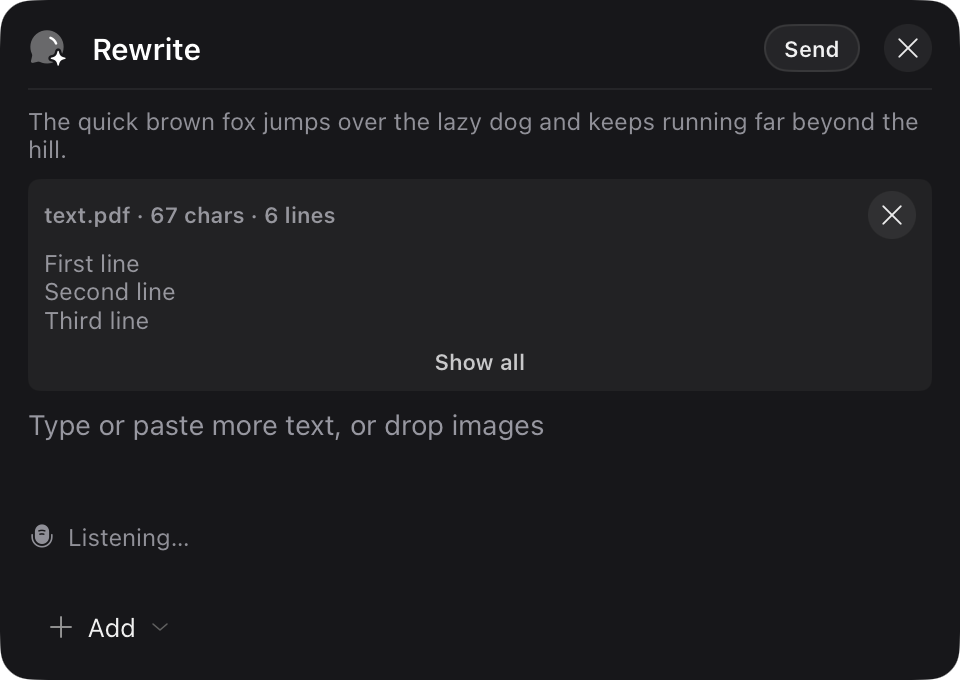 Rewrite
Send
The quick brown fox jumps over the lazy dog and keeps running far beyond the
hill.
text.pdf · 67 chars · 6 lines
First line
Second line
Third line
Show all
Type or paste more text, or drop images
Listening...
Add